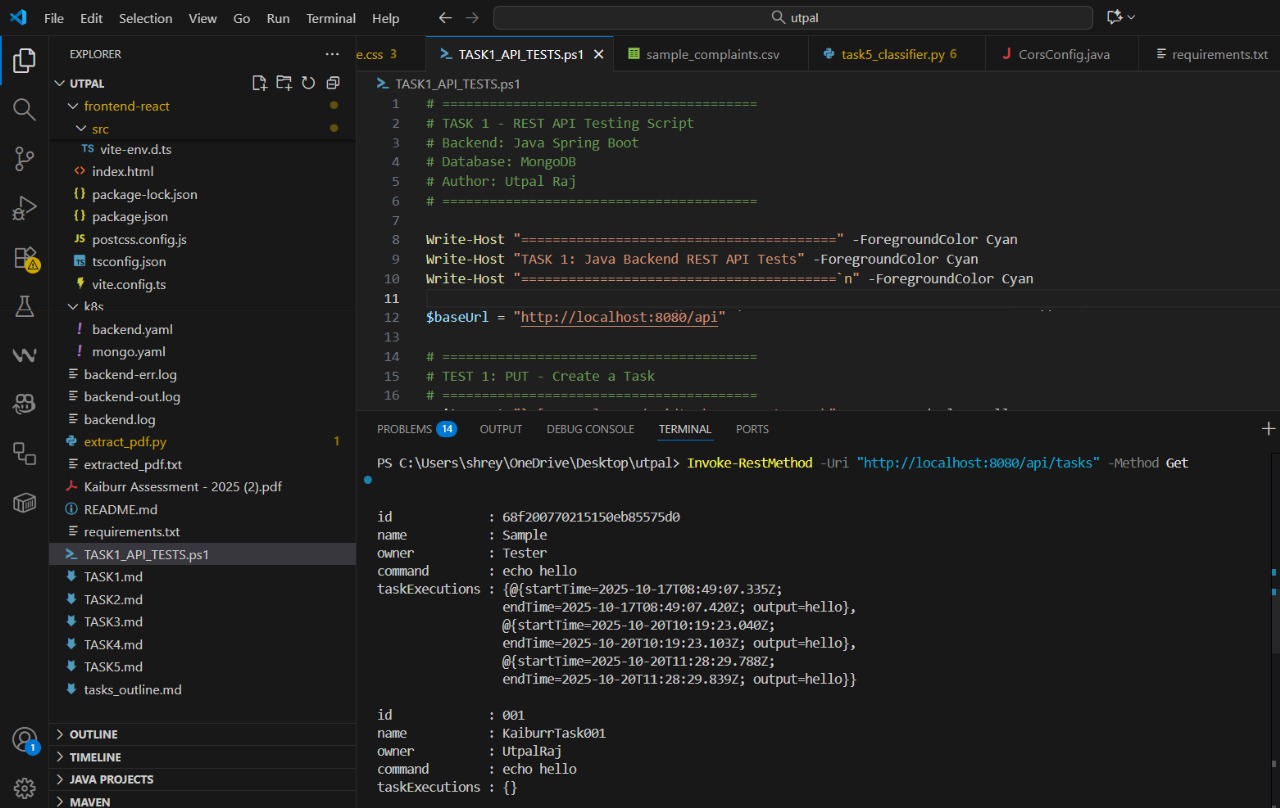 File Edit Selection View Go Run Terminal Help
utpal
EXPLORER
UTPAL
frontend-react
src
TS vite-env.d.ts
<> index.html
{} package-lock.json
{} package.json
JS postcss.config.js
TS tsconfig.json
vite.config.ts
k8s
! backend.yaml
! mongo.yaml
backend-err.log
backend-out.log
backend.log
extract_pdf.py 1
extracted_pdf.txt
Kaiburr Assessment - 2025 (2).pdf
README.md
requirements.txt
TASK1_API_TESTS.ps1
TASK1.md
TASK2.md
TASK3.md
TASK4.md
TASK5.md
tasks_outline.md
OUTLINE
TIMELINE
JAVA PROJECTS
MAVEN
1
e.css 3
TASK1_API_TESTS.ps1
sample_complaints.csv
task5_classifier.py 6
J CorsConfig.java
requirements.txt
TASK1_API_TESTS.ps1
1 # ========================================
2 # TASK 1 - REST API Testing Script
3 # Backend: Java Spring Boot
4 # Database: MongoDB
5 # Author: Utpal Raj
6 # ========================================
7
8 Write-Host "========================================" -ForegroundColor Cyan
9 Write-Host "TASK 1: Java Backend REST API Tests" -ForegroundColor Cyan
10 Write-Host "========================================`n" -ForegroundColor Cyan
11
12 $baseUrl = "http://localhost:8080/api"
13
14 # ========================================
15 # TEST 1: PUT - Create a Task
16 # ========================================
PROBLEMS 14 OUTPUT DEBUG CONSOLE TERMINAL PORTS
PS C:\Users\shrey\OneDrive\Desktop\utpal> Invoke-RestMethod -Uri "http://localhost:8080/api/tasks" -Method Get
id : 68f200770215150eb85575d0
name : Sample
owner : Tester
command : echo hello
taskExecutions : {@{startTime=2025-10-17T08:49:07.335Z;
endTime=2025-10-17T08:49:07.420Z; output=hello},
@{startTime=2025-10-20T10:19:23.040Z;
endTime=2025-10-20T10:19:23.103Z; output=hello},
@{startTime=2025-10-20T11:28:29.788Z;
endTime=2025-10-20T11:28:29.839Z; output=hello}}
id : 001
name : KaiburrTask001
owner : UtpalRaj
command : echo hello
taskExecutions : {}